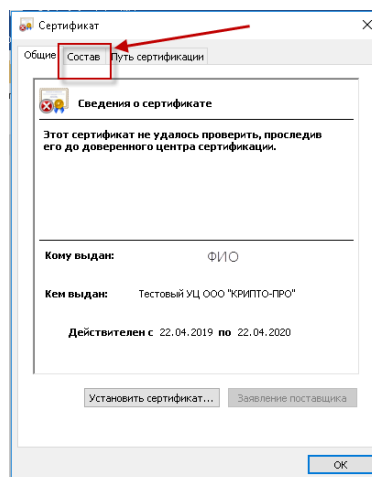 Сертификат
Общие Состав Путь сертификации
Сведения о сертификате
Этот сертификат не удалось проверить, проследив
его до доверенного центра сертификации.
Кому выдан: ФИО
Кем выдан: Тестовый УЦ ООО "КРИПТО-ПРО"
Действителен с 22.04.2019 по 22.04.2020
Установить сертификат... Заявление поставщика
ОК